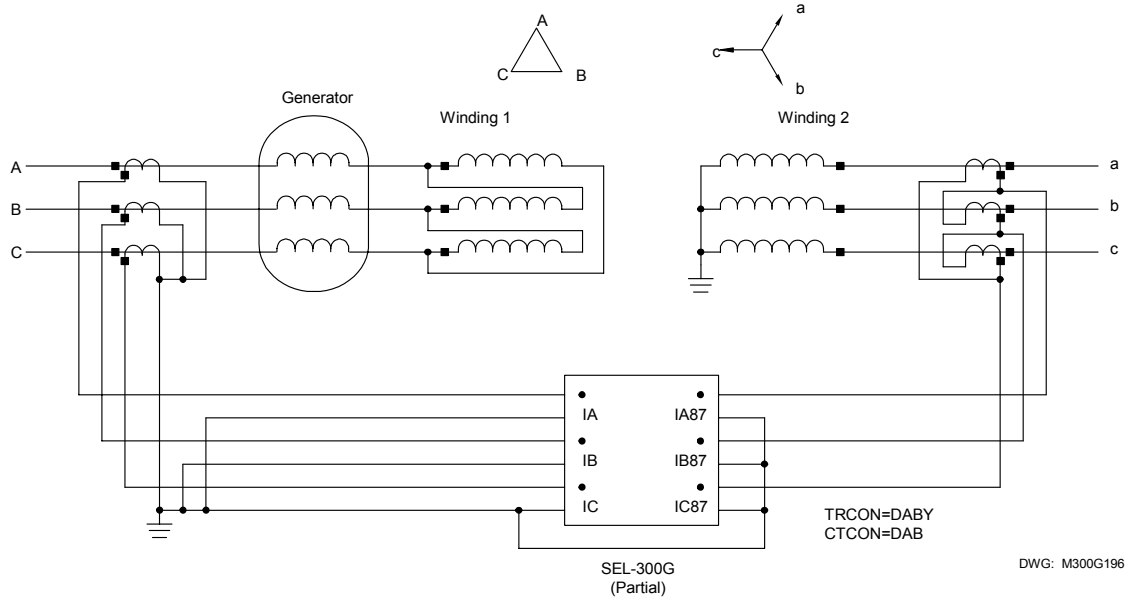 A
C
B
a
c
b
Generator
Winding 1
Winding 2
A
a
B
b
C
c
IA
IA87
IB
IB87
IC
IC87
TRCON=DABY
CTCON=DAB
SEL-300G
(Partial)
DWG: M300G196